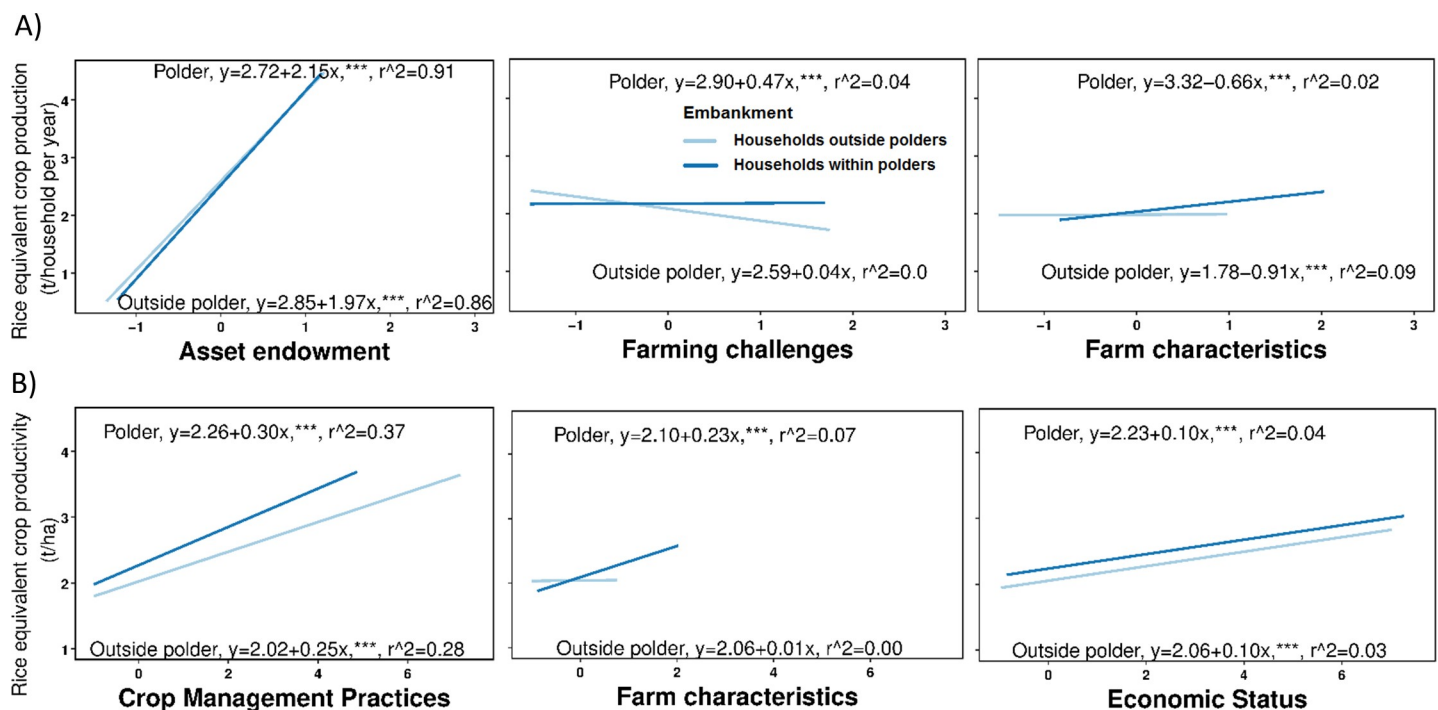 A)
Rice equivalent crop production
(t/household per year)
4
3
2
1
Polder, y=2.72+2.15x,***, r^2=0.91
Outside polder, y=2.85+1.97x,***, r^2=0.86
−1 0 1 2 3
Asset endowment
Polder, y=2.90+0.47x,***, r^2=0.04
Embankment
Households outside polders
Households within polders
Outside polder, y=2.59+0.04x, r^2=0.0
−1 0 1 2 3
Farming challenges
Polder, y=3.32−0.66x,***, r^2=0.02
Outside polder, y=1.78−0.91x,***, r^2=0.09
−1 0 1 2 3
Farm characteristics
B)
Rice equivalent crop productivity
(t/ha)
4
3
2
1
Polder, y=2.26+0.30x,***, r^2=0.37
Outside polder, y=2.02+0.25x,***, r^2=0.28
0 2 4 6
Crop Management Practices
Polder, y=2.10+0.23x,***, r^2=0.07
Outside polder, y=2.06+0.01x, r^2=0.00
0 2 4 6
Farm characteristics
Polder, y=2.23+0.10x,***, r^2=0.04
Outside polder, y=2.06+0.10x,***, r^2=0.03
0 2 4 6
Economic Status